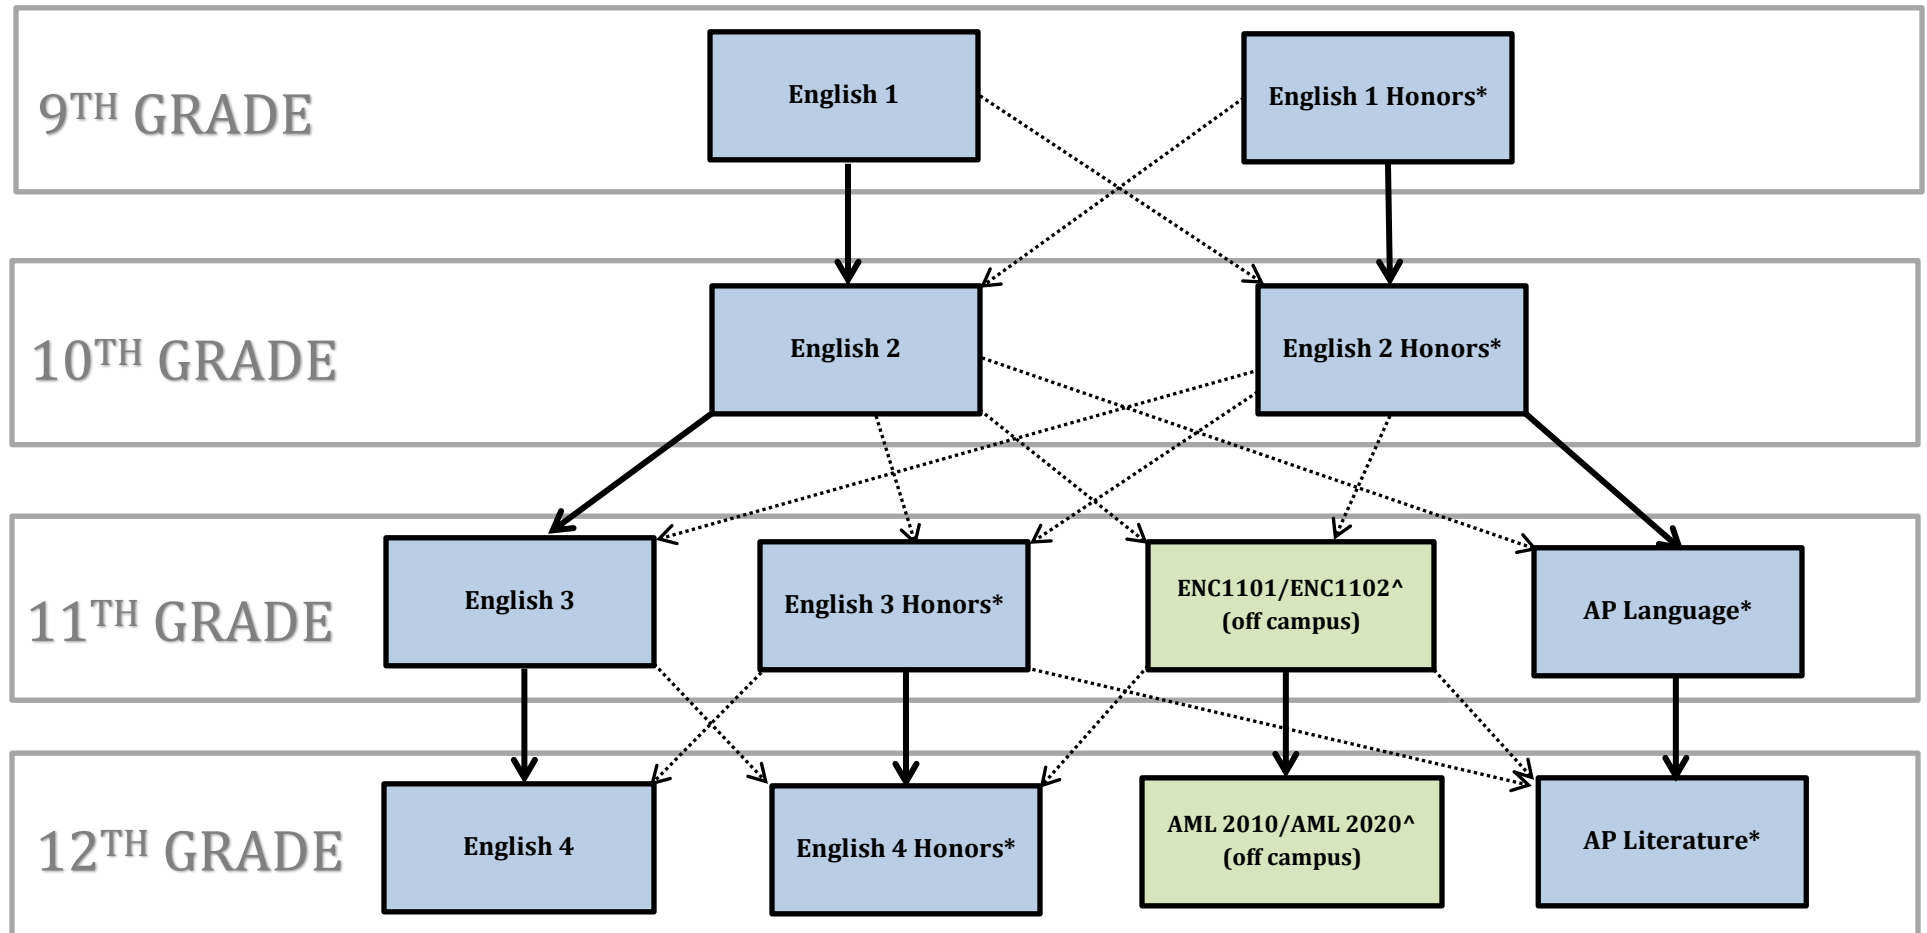 9TH GRADE
English 1
English 1 Honors*
10TH GRADE
English 2
English 2 Honors*
11TH GRADE
English 3
English 3 Honors*
ENC1101/ENC1102^
(off campus)
AP Language*
12TH GRADE
English 4
English 4 Honors*
AML 2010/AML 2020^
(off campus)
AP Literature*